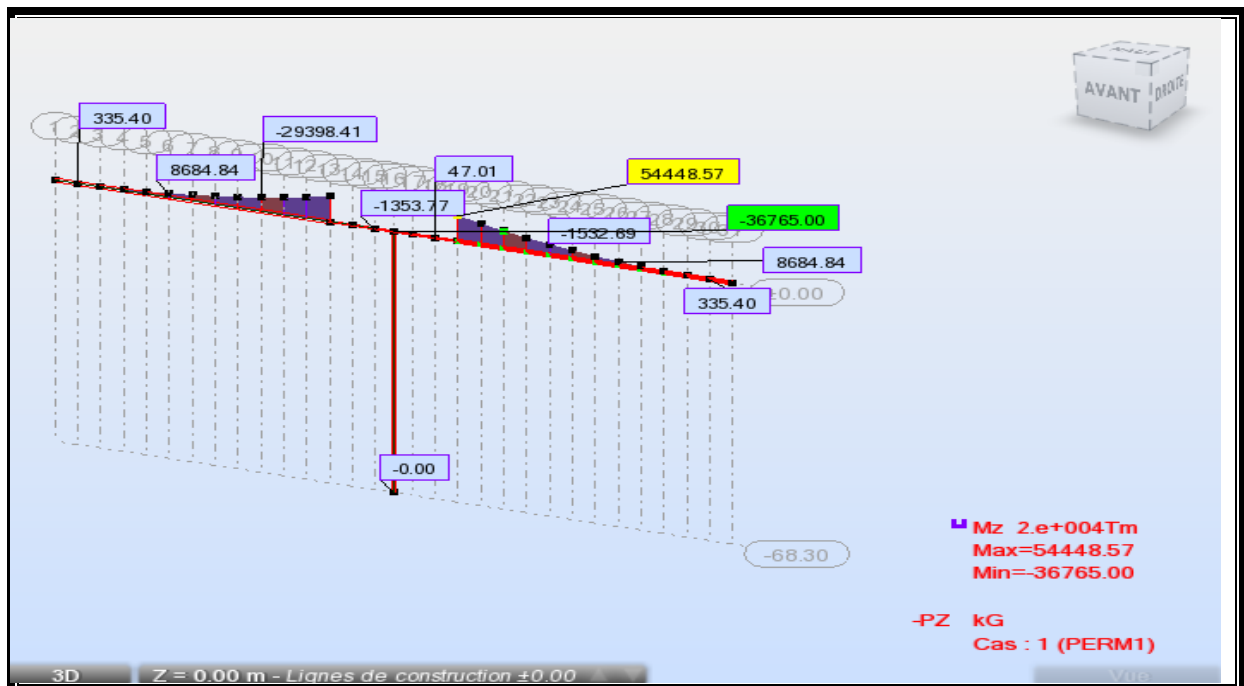 HAUT
AVANT
DROITE
335.40
-29398.41
8684.84
47.01
54448.57
-1353.77
-1532.69
-36765.00
8684.84
335.40
±0.00
-0.00
-68.30
Mz 2.e+004Tm
Max=54448.57
Min=-36765.00
-PZ kG
Cas : 1 (PERM1)
3D
Z = 0.00 m - Lignes de construction ±0.00
Vue